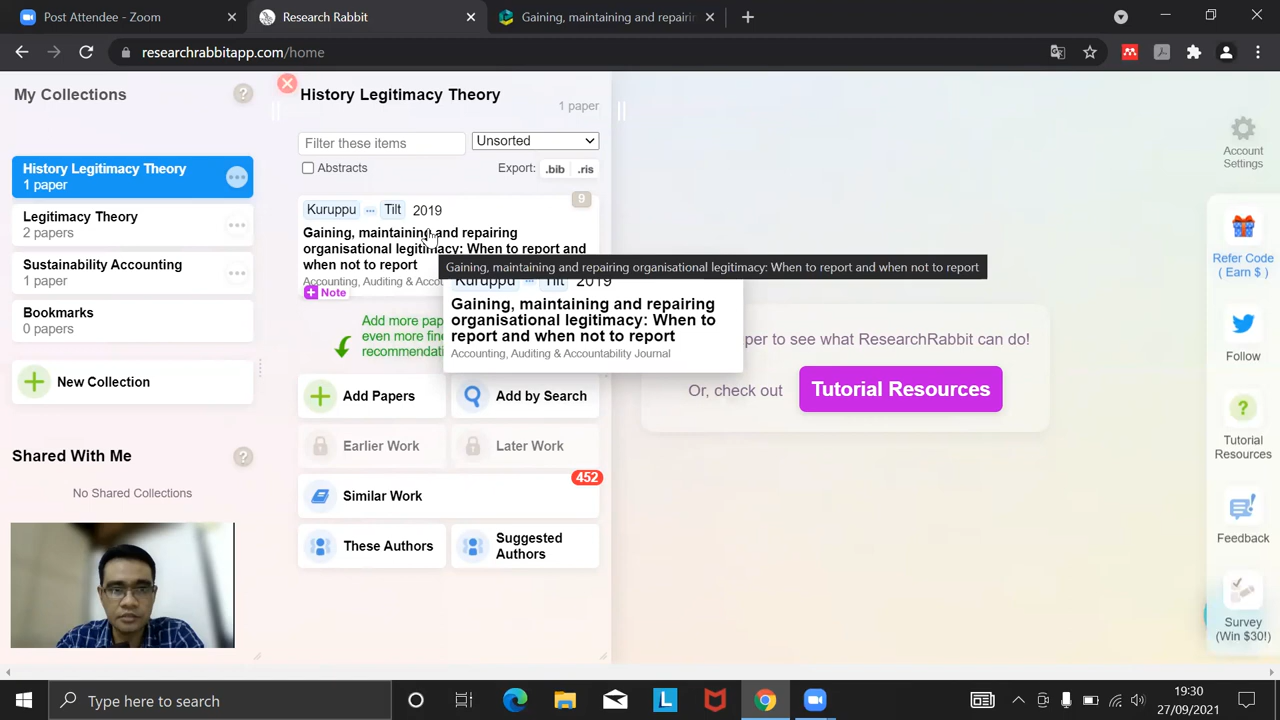 Post Attendee - Zoom
Research Rabbit
Gaining, maintaining and repairin
researchrabbitapp.com/home
My Collections
?
History Legitimacy Theory
1 paper
Legitimacy Theory
2 papers
Sustainability Accounting
1 paper
Bookmarks
0 papers
New Collection
Shared With Me
?
No Shared Collections
History Legitimacy Theory
1 paper
Filter these items
Unsorted
Abstracts
Export: .bib .ris
9
Kuruppu ... Tilt 2019
Gaining, maintaining and repairing
organisational legitimacy: When to report and
when not to report
Accounting, Auditing & Accou
Note
Gaining, maintaining and repairing organisational legitimacy: When to report and when not to report
Kuruppu ... Tilt 2019
Gaining, maintaining and repairing
organisational legitimacy: When to
report and when not to report
Accounting, Auditing & Accountability Journal
Add more pap
even more fine
recommendati
Add Papers
Add by Search
Earlier Work
Later Work
452
Similar Work
These Authors
Suggested
Authors
per to see what ResearchRabbit can do!
Or, check out
Tutorial Resources
Account
Settings
Refer Code
( Earn $ )
Follow
?
Tutorial
Resources
Feedback
Survey
(Win $30!)
Type here to search
L
19:30
27/09/2021